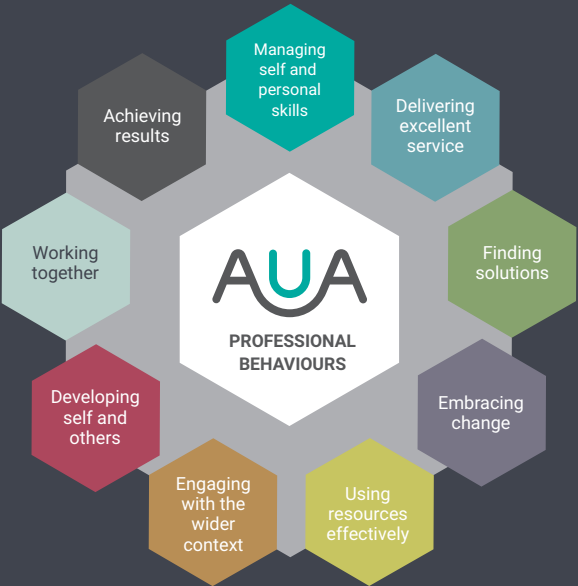 Managing
self and
personal
skills
Delivering
excellent
service
Finding
solutions
Embracing
change
Using
resources
effectively
Engaging
with the
wider
context
Developing
self and
others
Working
together
Achieving
results
AUA
PROFESSIONAL
BEHAVIOURS